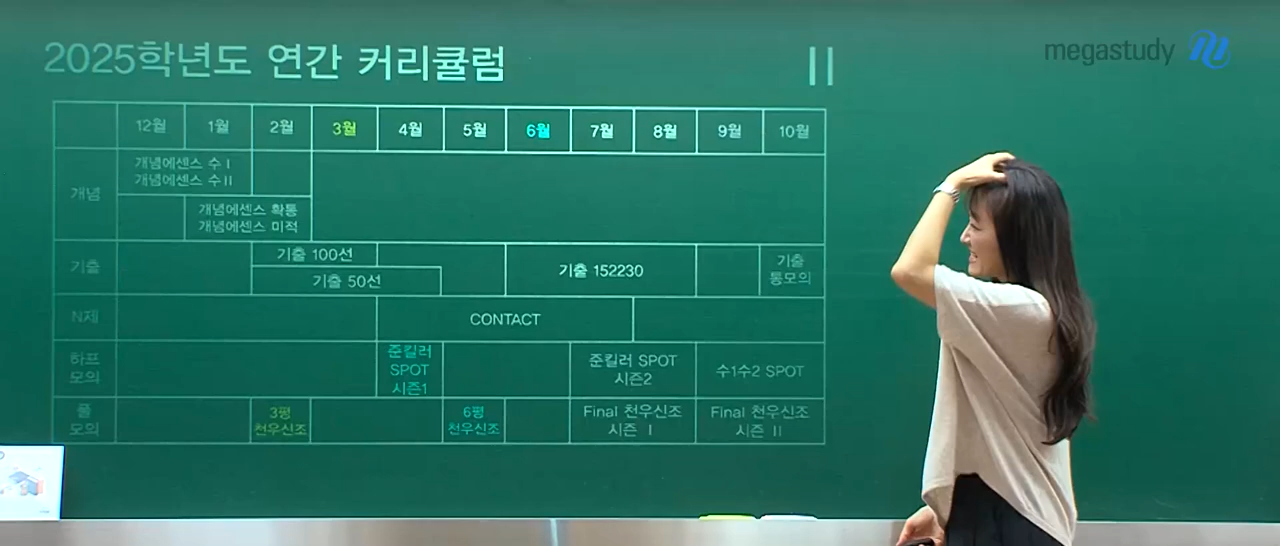 2025학년도 연간 커리큘럼
megastudy
12월 1월 2월 3월 4월 5월 6월 7월 8월 9월 10월
개념
개념에센스 수 I
개념에센스 수 II
개념에센스 확통
개념에센스 미적
기출
기출 100선
기출 50선
기출 152230
기출
통모의
N제
CONTACT
하프
모의
준킬러
SPOT
시즌1
준킬러 SPOT
시즌2
수1수2 SPOT
풀
모의
3평
천우신조
6평
천우신조
Final 천우신조
시즌 I
Final 천우신조
시즌 II